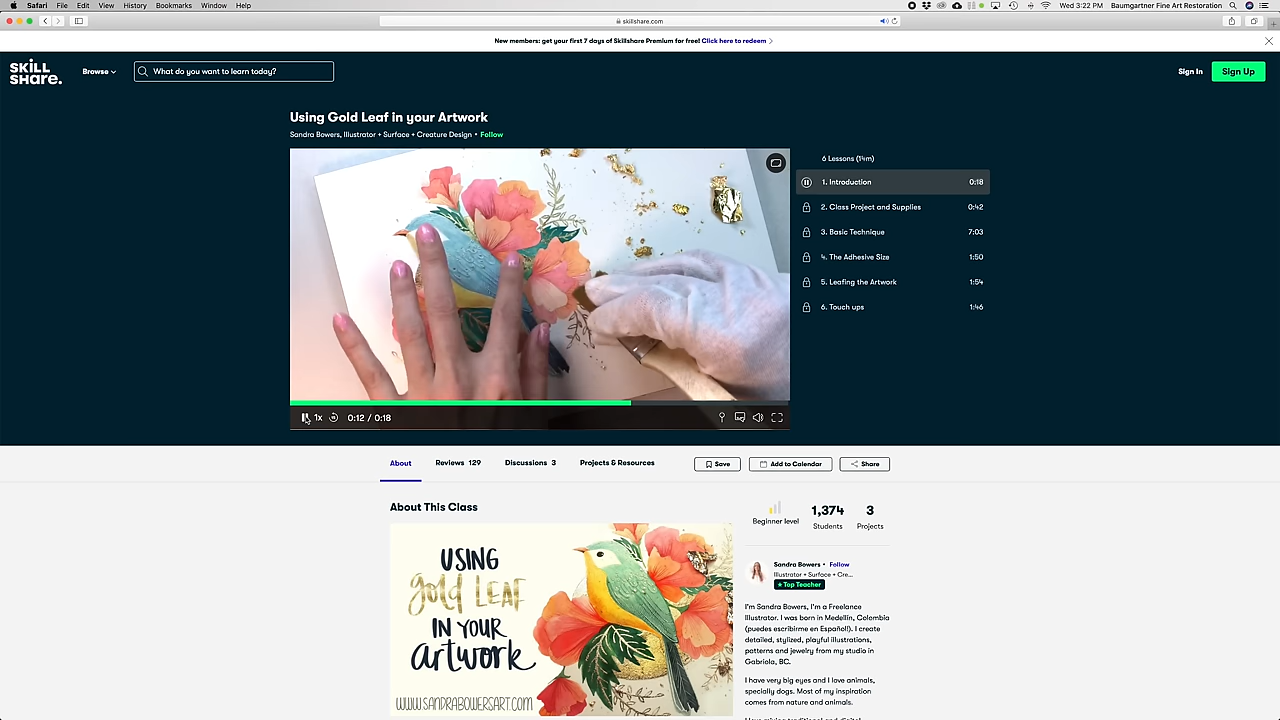 Safari File Edit View History Bookmarks Window Help
Wed 3:22 PM Baumgartner Fine Art Restoration
skillshare.com
New members: get your first 7 days of Skillshare Premium for free! Click here to redeem
SKILL
SHare.
Browse
What do you want to learn today?
Sign In
Sign Up
Using Gold Leaf in your Artwork
Sandra Bowers, Illustrator + Surface + Creature Design • Follow
6 Lessons (14m)
1. Introduction 0:18
2. Class Project and Supplies 0:42
3. Basic Technique 7:03
4. The Adhesive Size 1:50
5. Leafing the Artwork 1:54
6. Touch ups 1:46
1x 15 0:12 / 0:18
About Reviews 129 Discussions 3 Projects & Resources
Save Add to Calendar Share
About This Class
USING
gold LEAF
IN YOUR
artwork
WWW.SANDRABOWERSART.COM
Beginner level
1,374
Students
3
Projects
Sandra Bowers • Follow
Illustrator + Surface + Cre...
★ Top Teacher
I'm Sandra Bowers, I'm a Freelance
Illustrator. I was born in Medellín, Colombia
(puedes escribirme en Español!). I create
detailed, stylized, playful illustrations,
patterns and jewelry from my studio in
Gabriola, BC.
I have very big eyes and I love animals,
specially dogs. Most of my inspiration
comes from nature and animals.